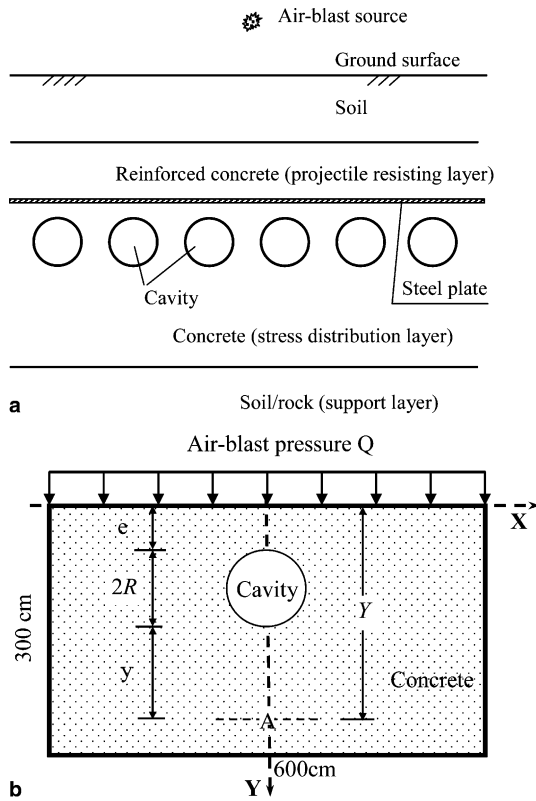 Air-blast source
Ground surface
Soil
Reinforced concrete (projectile resisting layer)
Cavity
Steel plate
Concrete (stress distribution layer)
a
Soil/rock (support layer)
Air-blast pressure Q
X
e
2R
Cavity
Y
300 cm
y
Concrete
A
600cm
b
Y